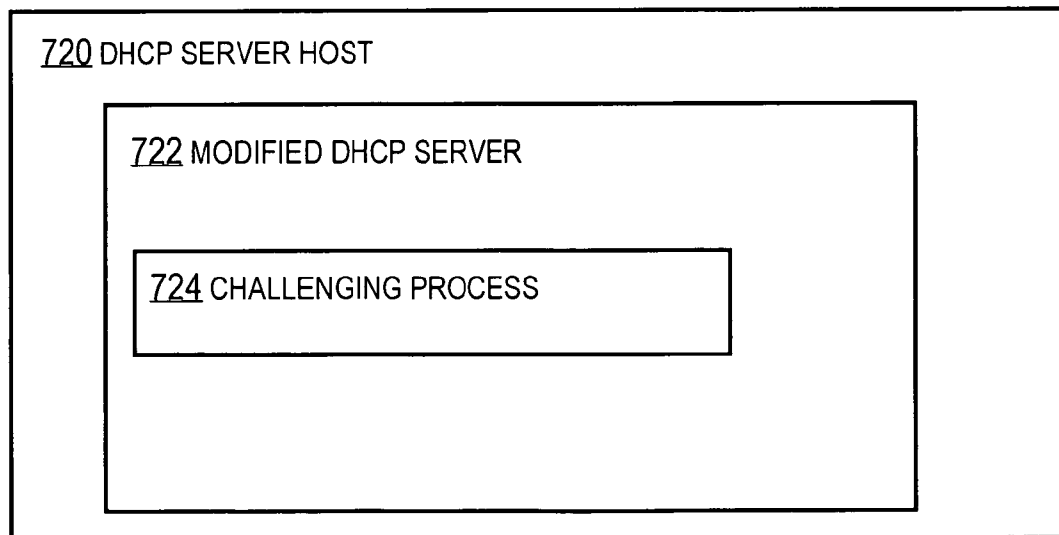 720 DHCP SERVER HOST
722 MODIFIED DHCP SERVER
724 CHALLENGING PROCESS